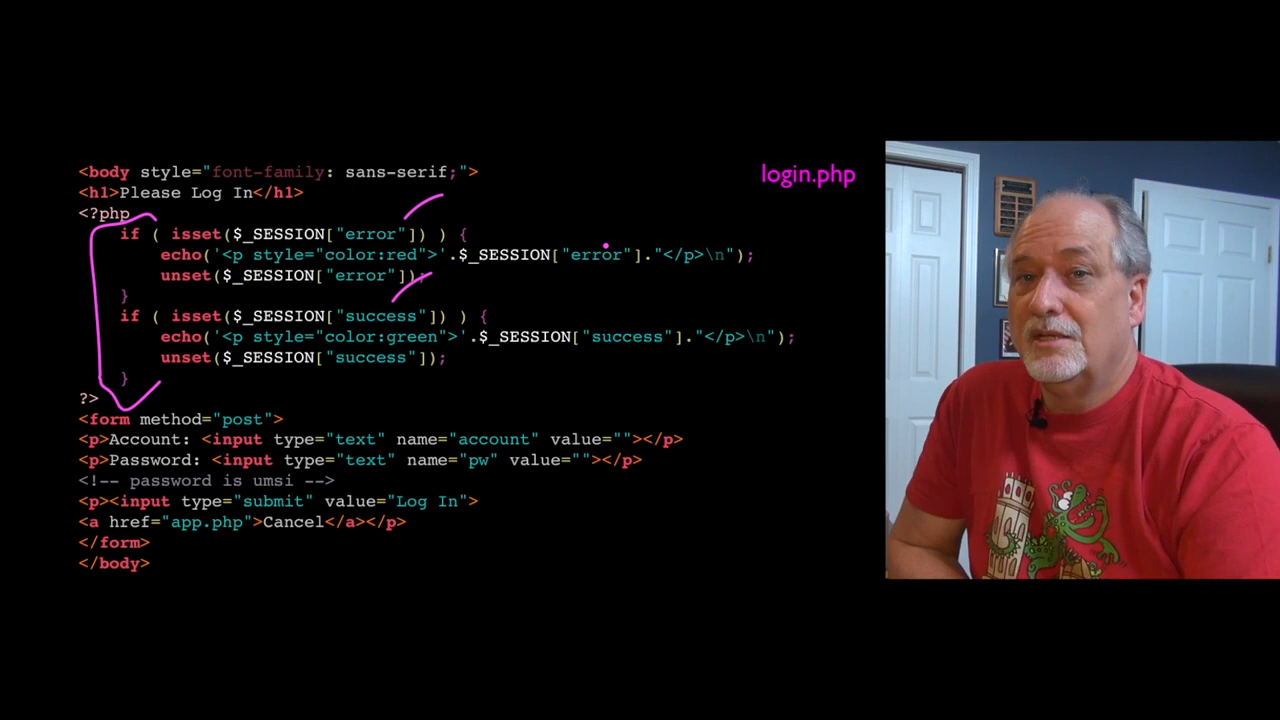 <body style="font-family: sans-serif;">
<h1>Please Log In</h1>
<?php
    if ( isset($_SESSION["error"]) ) {
        echo('<p style="color:red">'.$_SESSION["error"]."</p>\n");
        unset($_SESSION["error"]);
    }
    if ( isset($_SESSION["success"]) ) {
        echo('<p style="color:green">'.$_SESSION["success"]."</p>\n");
        unset($_SESSION["success"]);
    }
?>
<form method="post">
<p>Account: <input type="text" name="account" value=""></p>
<p>Password: <input type="text" name="pw" value=""></p>
<!-- password is umsi -->
<p><input type="submit" value="Log In">
<a href="app.php">Cancel</a></p>
</form>
</body>
login.php